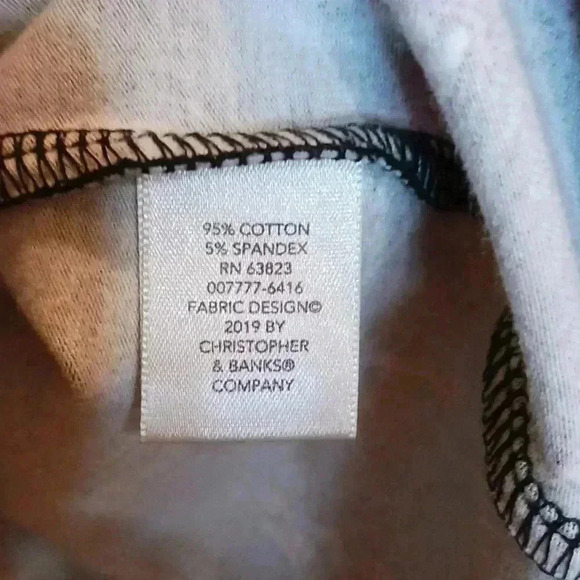 95% COTTON
5% SPANDEX
RN 63823
007777-6416
FABRIC DESIGN©
2019 BY
CHRISTOPHER
& BANKS®
COMPANY